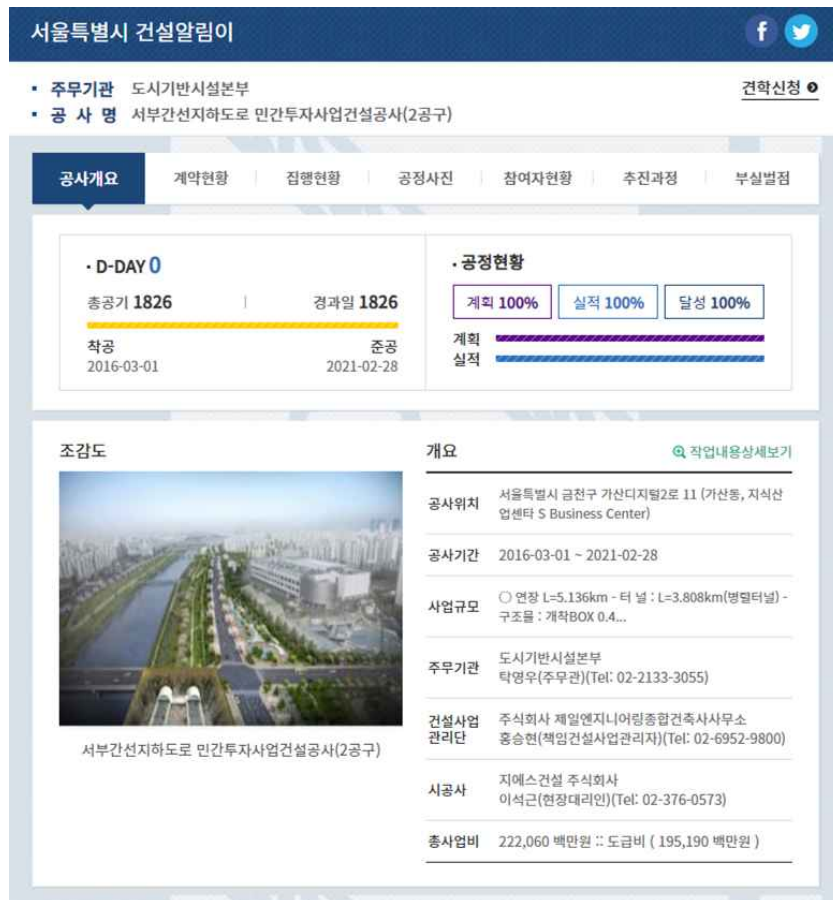 서울특별시 건설알림이
f
주무기관 도시기반시설본부
견학신청
공 사 명 서부간선지하도로 민간투자사업건설공사(2공구)
공사개요 계약현황 집행현황 공정사진 참여자현황 추진과정 부실벌점
· D-DAY 0
총공기 1826 | 경과일 1826
착공 준공
2016-03-01 2021-02-28
· 공정현황
계획 100% 실적 100% 달성 100%
계획
실적
조감도
서부간선지하도로 민간투자사업건설공사(2공구)
개요 작업내용상세보기
공사위치 서울특별시 금천구 가산디지털2로 11 (가산동, 지식산
업센타 S Business Center)
공사기간 2016-03-01 ~ 2021-02-28
사업규모 ○ 연장 L=5.136km - 터 널 : L=3.808km(병렬터널) -
구조물 : 개착BOX 0.4...
주무기관 도시기반시설본부
탁영우(주무관)(Tel: 02-2133-3055)
건설사업 주식회사 제일엔지니어링종합건축사사무소
관리단 홍승현(책임건설사업관리자)(Tel: 02-6952-9800)
시공사 지에스건설 주식회사
이석근(현장대리인)(Tel: 02-376-0573)
총사업비 222,060 백만원 :: 도급비 ( 195,190 백만원 )